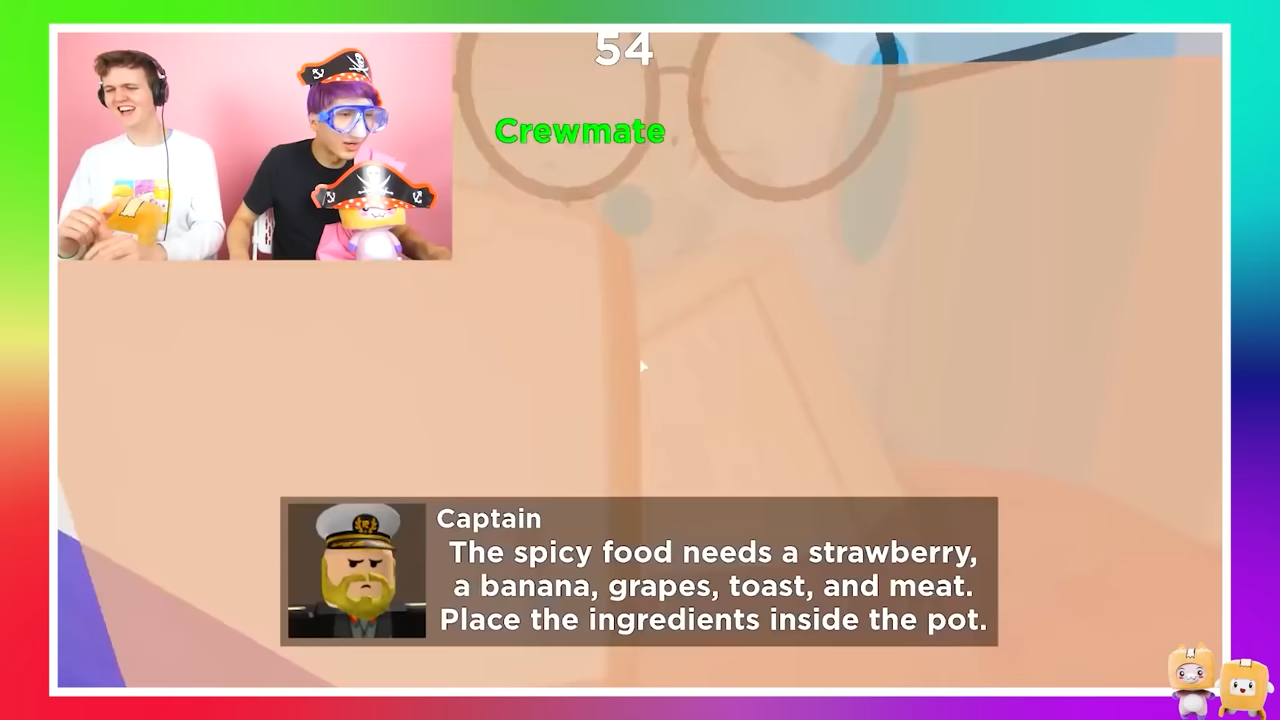 54
Crewmate
Captain
The spicy food needs a strawberry,
a banana, grapes, toast, and meat.
Place the ingredients inside the pot.